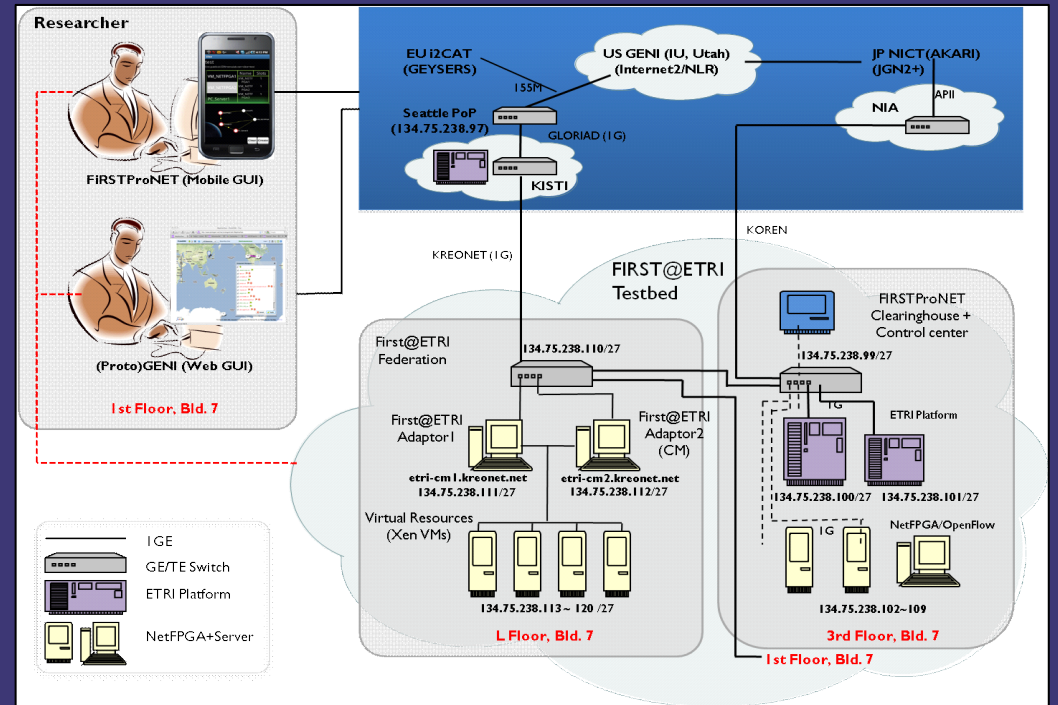 Researcher
FiRSTProNET (Mobile GUI)
(Proto)GENI (Web GUI)
1st Floor, Bld. 7
EU i2CAT
(GEYSERS)
US GENI (IU, Utah)
(Internet2/NLR)
JP NICT(AKARI)
(JGN2+)
155M
Seattle PoP
(134.75.238.97)
GLORIAD (1G)
KISTI
NIA
APII
KREONET (1G)
KOREN
FIRST@ETRI
Testbed
First@ETRI
Federation
134.75.238.110/27
First@ETRI
Adaptor1
First@ETRI
Adaptor2
(CM)
etri-cm1.kreonet.net
134.75.238.111/27
etri-cm2.kreonet.net
134.75.238.112/27
Virtual Resources
(Xen VMs)
134.75.238.113 ~ 120 /27
L Floor, Bld. 7
FIRSTProNET
Clearinghouse +
Control center
134.75.238.99/27
1G
ETRI Platform
134.75.238.100/27
134.75.238.101/27
1G
NetFPGA/OpenFlow
134.75.238.102~109
3rd Floor, Bld. 7
1st Floor, Bld. 7
1GE
GE/TE Switch
ETRI Platform
NetFPGA+Server